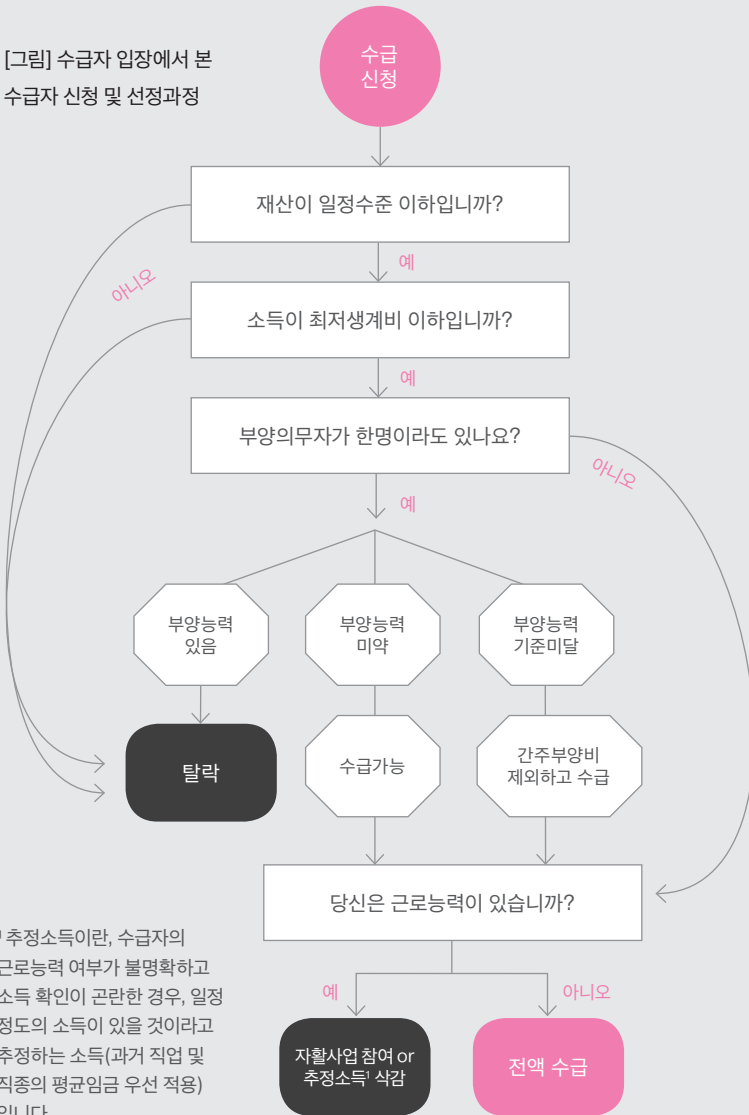 [그림] 수급자 입장에서 본
수급자 신청 및 선정과정
수급
신청
재산이 일정수준 이하입니까?
예
아니오
소득이 최저생계비 이하입니까?
예
부양의무자가 한명이라도 있나요?
아니오
예
부양능력
있음
부양능력
미약
부양능력
기준미달
탈락
수급가능
간주부양비
제외하고 수급
당신은 근로능력이 있습니까?
예
아니오
자활사업 참여 or
추정소득¹ 삭감
전액 수급
¹ 추정소득이란, 수급자의
근로능력 여부가 불명확하고
소득 확인이 곤란한 경우, 일정
정도의 소득이 있을 것이라고
추정하는 소득(과거 직업 및
직종의 평균임금 우선 적용)
입니다